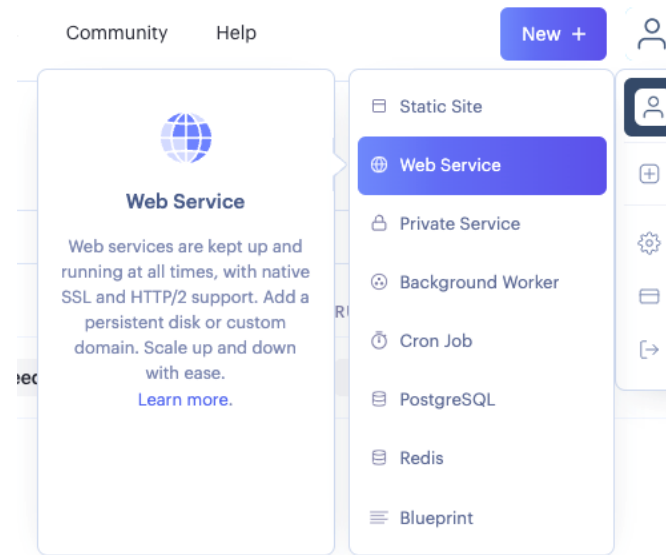 Community
Help
New +
Web Service
Web services are kept up and
running at all times, with native
SSL and HTTP/2 support. Add a
persistent disk or custom
domain. Scale up and down
with ease.
Learn more.
Static Site
Web Service
Private Service
Background Worker
Cron Job
PostgreSQL
Redis
Blueprint